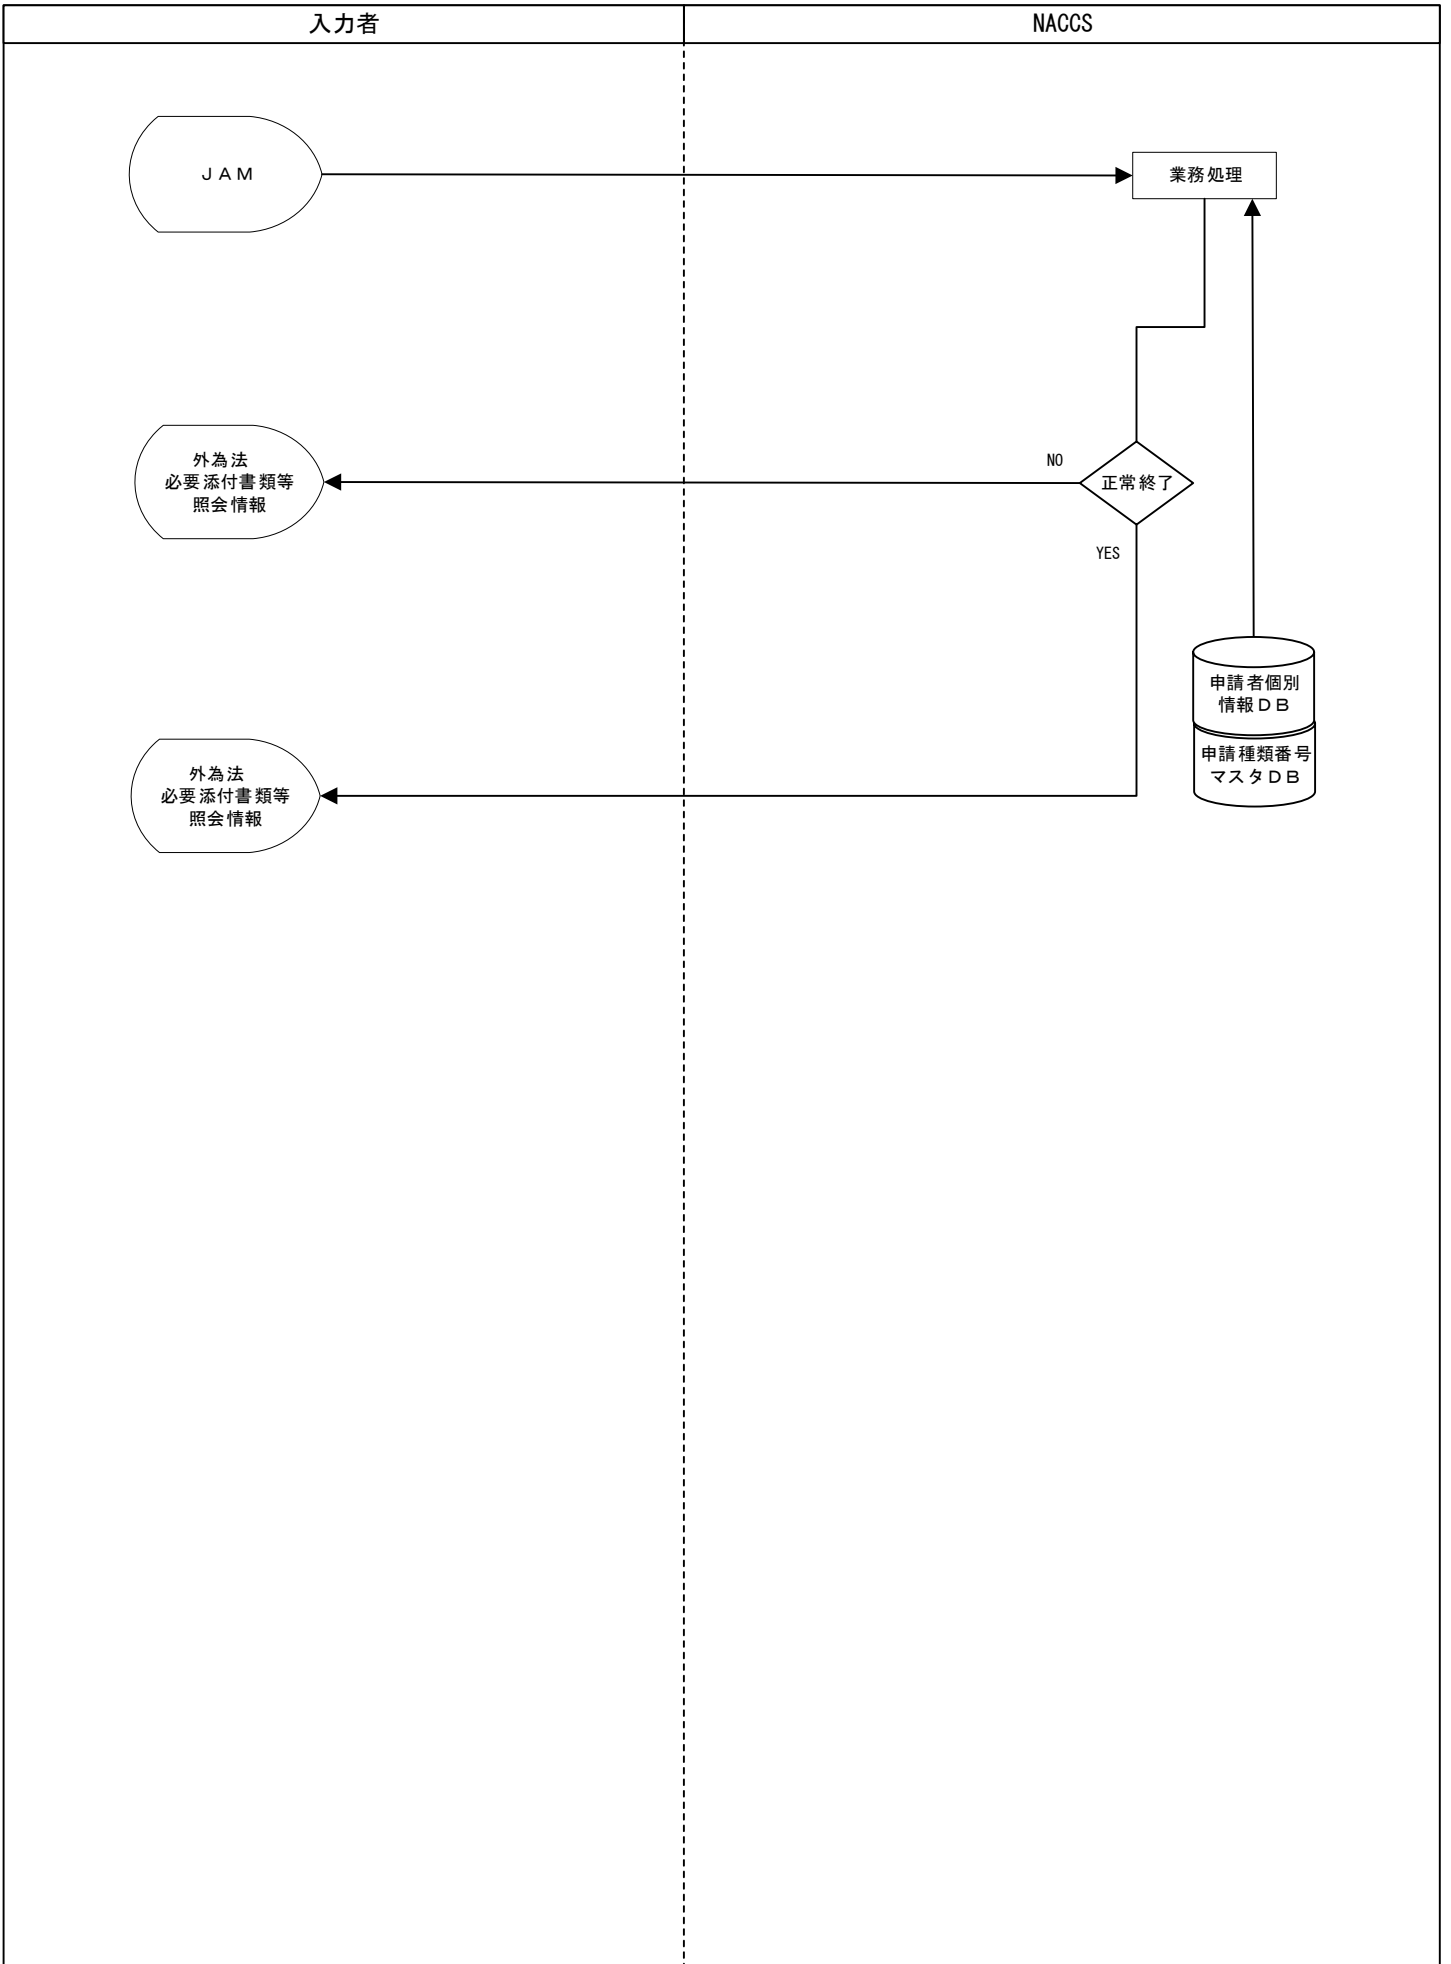 入力者
NACCS
ＪＡＭ
業務処理
外為法
必要添付書類等
照会情報
NO
正常終了
YES
申請者個別
情報ＤＢ
申請種類番号
マスタＤＢ
外為法
必要添付書類等
照会情報